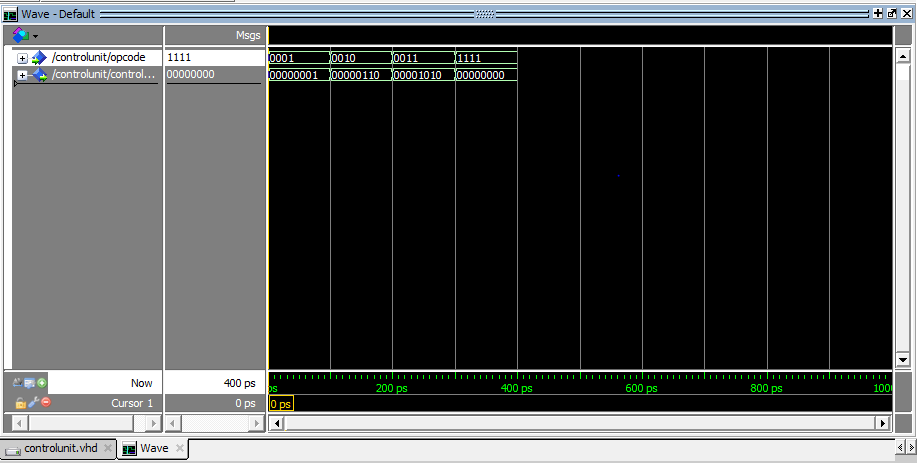 Wave - Default
Msgs
/controlunit/opcode 1111 0001 0010 0011 1111
/controlunit/control... 00000000 00000001 00000110 00001010 00000000
Now 400 ps ps 200 ps 400 ps 600 ps 800 ps 1000
Cursor 1 0 ps 0 ps
controlunit.vhd Wave